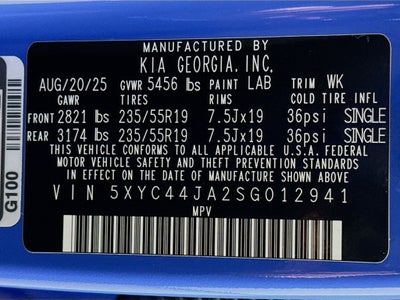 MANUFACTURED BY
KIA GEORGIA, INC.
AUG/20/25 GVWR 5456 lbs PAINT LAB TRIM WK
GAWR TIRES RIMS COLD TIRE INFL
FRONT 2821 lbs 235/55R19 7.5Jx19 36psi SINGLE
REAR 3174 lbs 235/55R19 7.5Jx19 36psi SINGLE
THIS VEHICLE CONFORMS TO ALL APPLICABLE U.S.A. FEDERAL
MOTOR VEHICLE SAFETY AND THEFT PREVENTION STANDARDS
IN EFFECT ON THE DATE OF MANUFACTURE SHOWN ABOVE
VIN 5XYC44JA2SG012941
MPV
G100